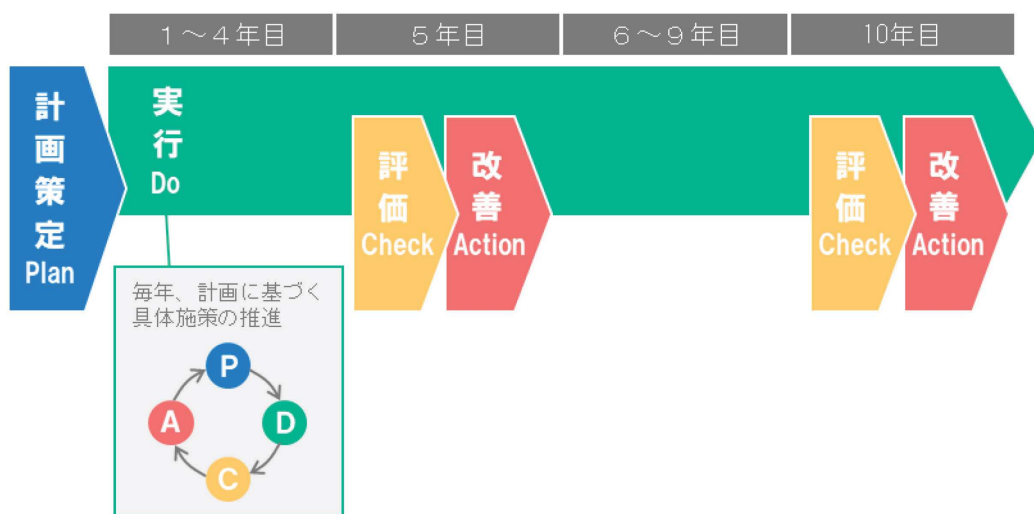 1～4年目
5年目
6～9年目
10年目
計画策定
Plan
実行
Do
評価
Check
改善
Action
評価
Check
改善
Action
毎年、計画に基づく
具体施策の推進
P
D
C
A